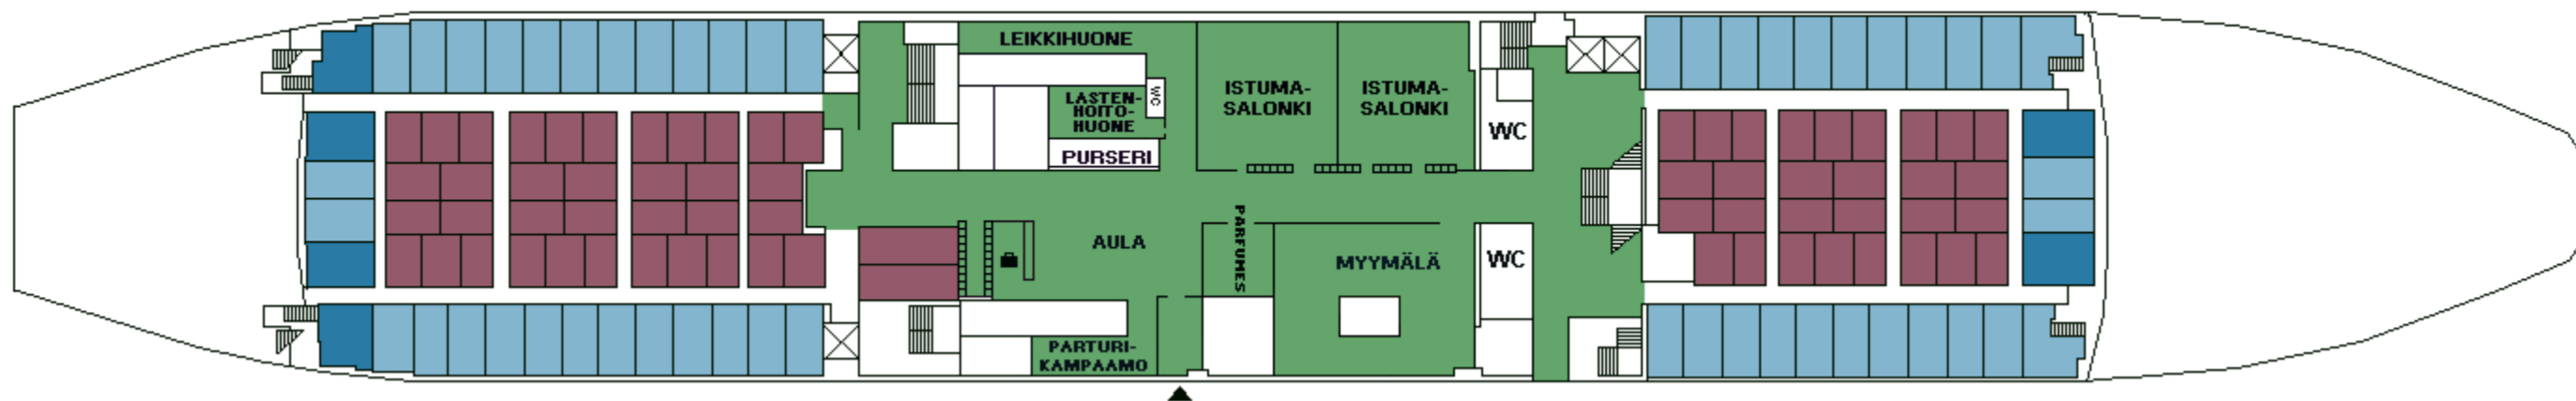 LEIKKIHUONE
LASTEN-
HOITO-
HUONE
WC
PURSERI
ISTUMA-
SALONKI
ISTUMA-
SALONKI
WC
AULA
PARFUMES
MYYMÄLÄ
WC
PARTURI-
KAMPAAMO